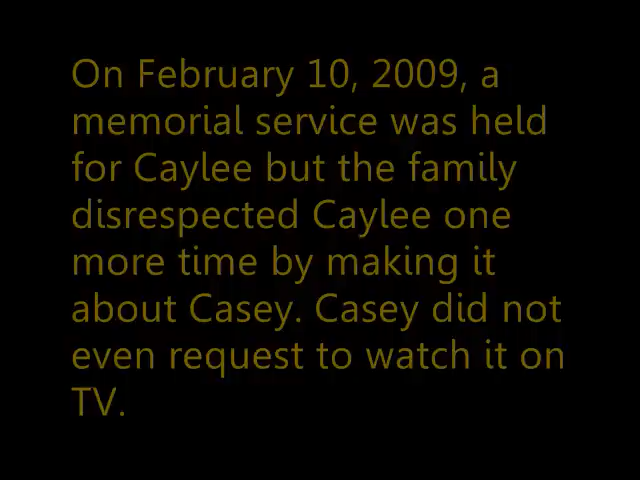 On February 10, 2009, a
memorial service was held
for Caylee but the family
disrespected Caylee one
more time by making it
about Casey. Casey did not
even request to watch it on
TV.